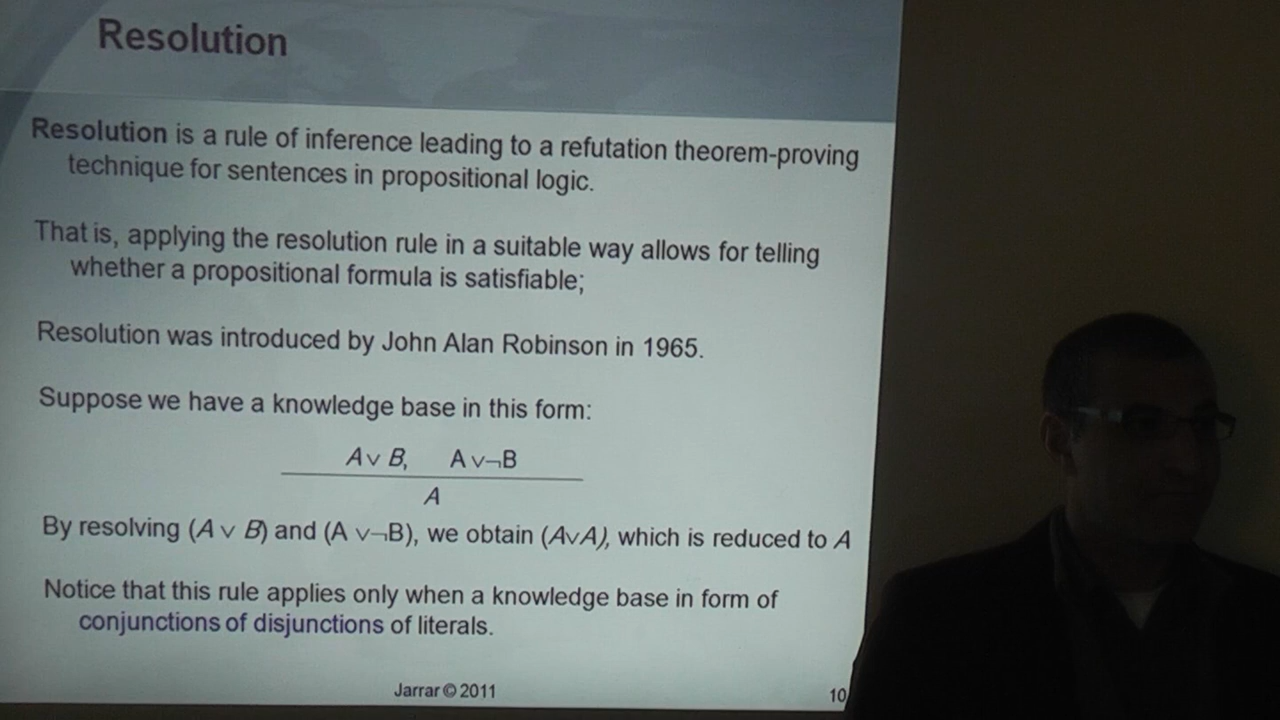 Resolution
Resolution is a rule of inference leading to a refutation theorem-proving
technique for sentences in propositional logic.
That is, applying the resolution rule in a suitable way allows for telling
whether a propositional formula is satisfiable;
Resolution was introduced by John Alan Robinson in 1965.
Suppose we have a knowledge base in this form:
A∨ B, A ∨¬B
A
By resolving (A ∨ B) and (A ∨¬B), we obtain (A∨A), which is reduced to A
Notice that this rule applies only when a knowledge base in form of
conjunctions of disjunctions of literals.
Jarrar © 2011
10